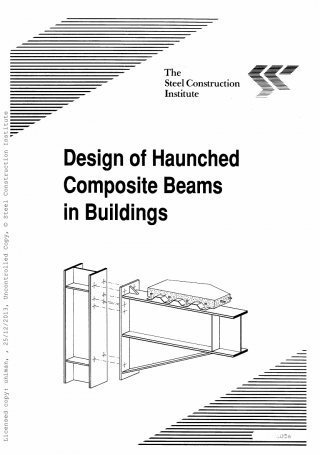 The
Steel Construction
Institute
Design of Haunched
Composite Beams
in Buildings
Licensed copy: uniman, , 25/12/2013, Uncontrolled Copy, © Steel Construction Institute